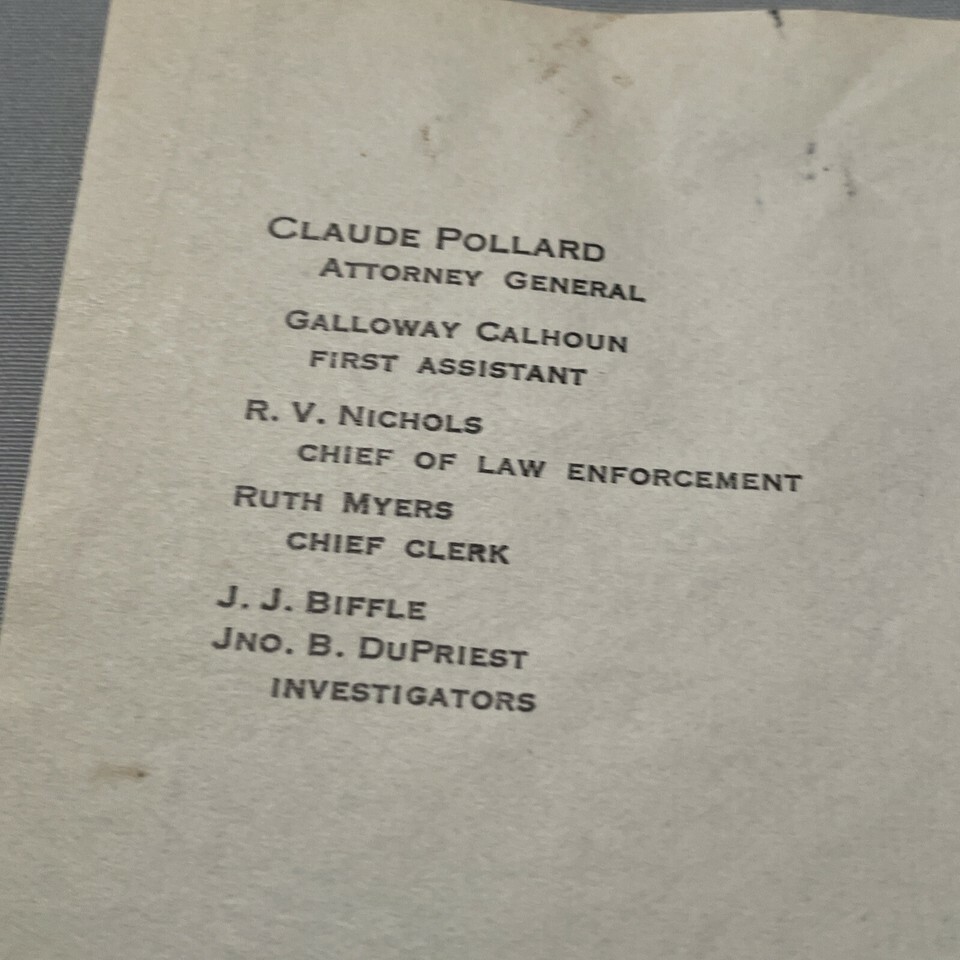 CLAUDE POLLARD
ATTORNEY GENERAL
GALLOWAY CALHOUN
FIRST ASSISTANT
R. V. NICHOLS
CHIEF OF LAW ENFORCEMENT
RUTH MYERS
CHIEF CLERK
J. J. BIFFLE
JNO. B. DUPRIEST
INVESTIGATORS